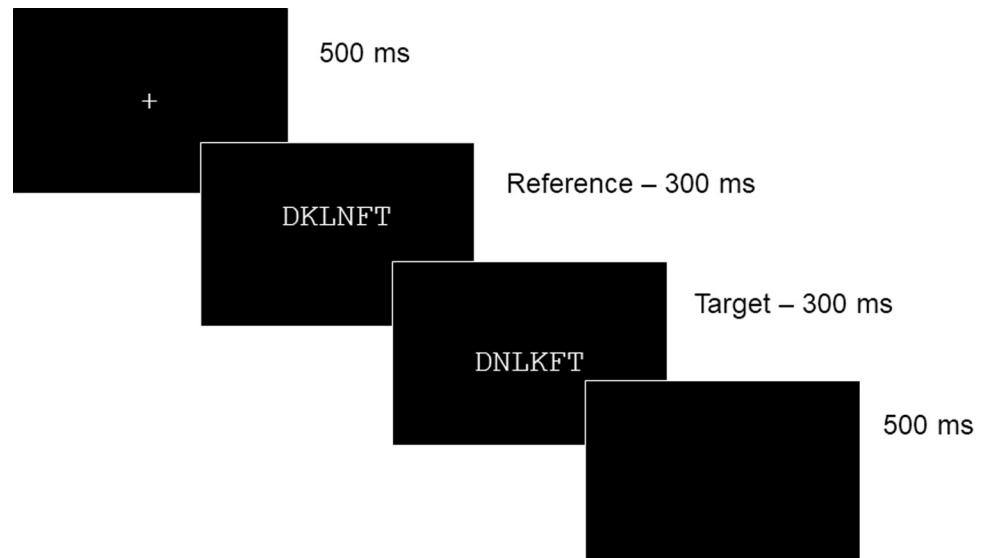 500 ms
+
Reference – 300 ms
DKLNFT
Target – 300 ms
DNLKFT
500 ms